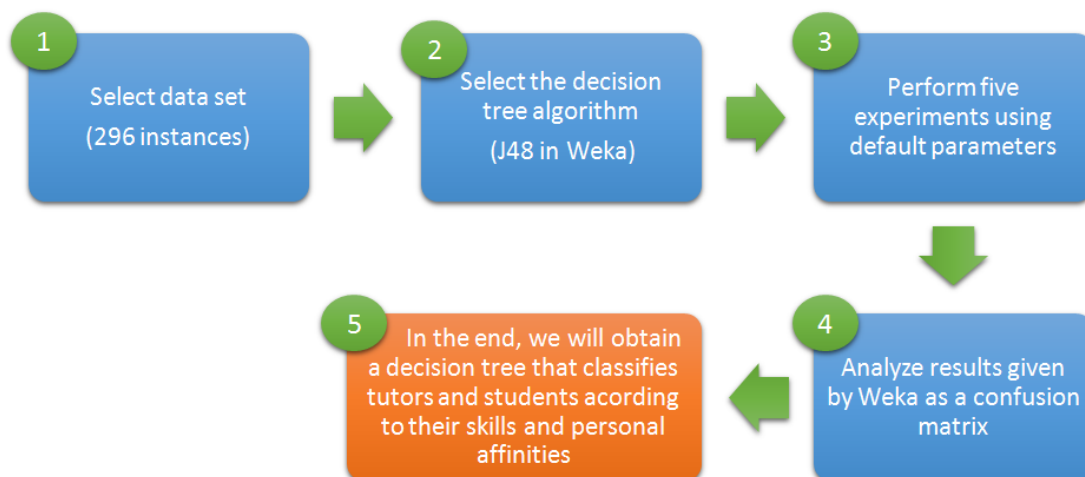 1
Select data set
(296 instances)
2
Select the decision
tree algorithm
(J48 in Weka)
3
Perform five
experiments using
default parameters
4
Analyze results given
by Weka as a confusion
matrix
5
In the end, we will obtain
a decision tree that classifies
tutors and students acording
to their skills and personal
affinities